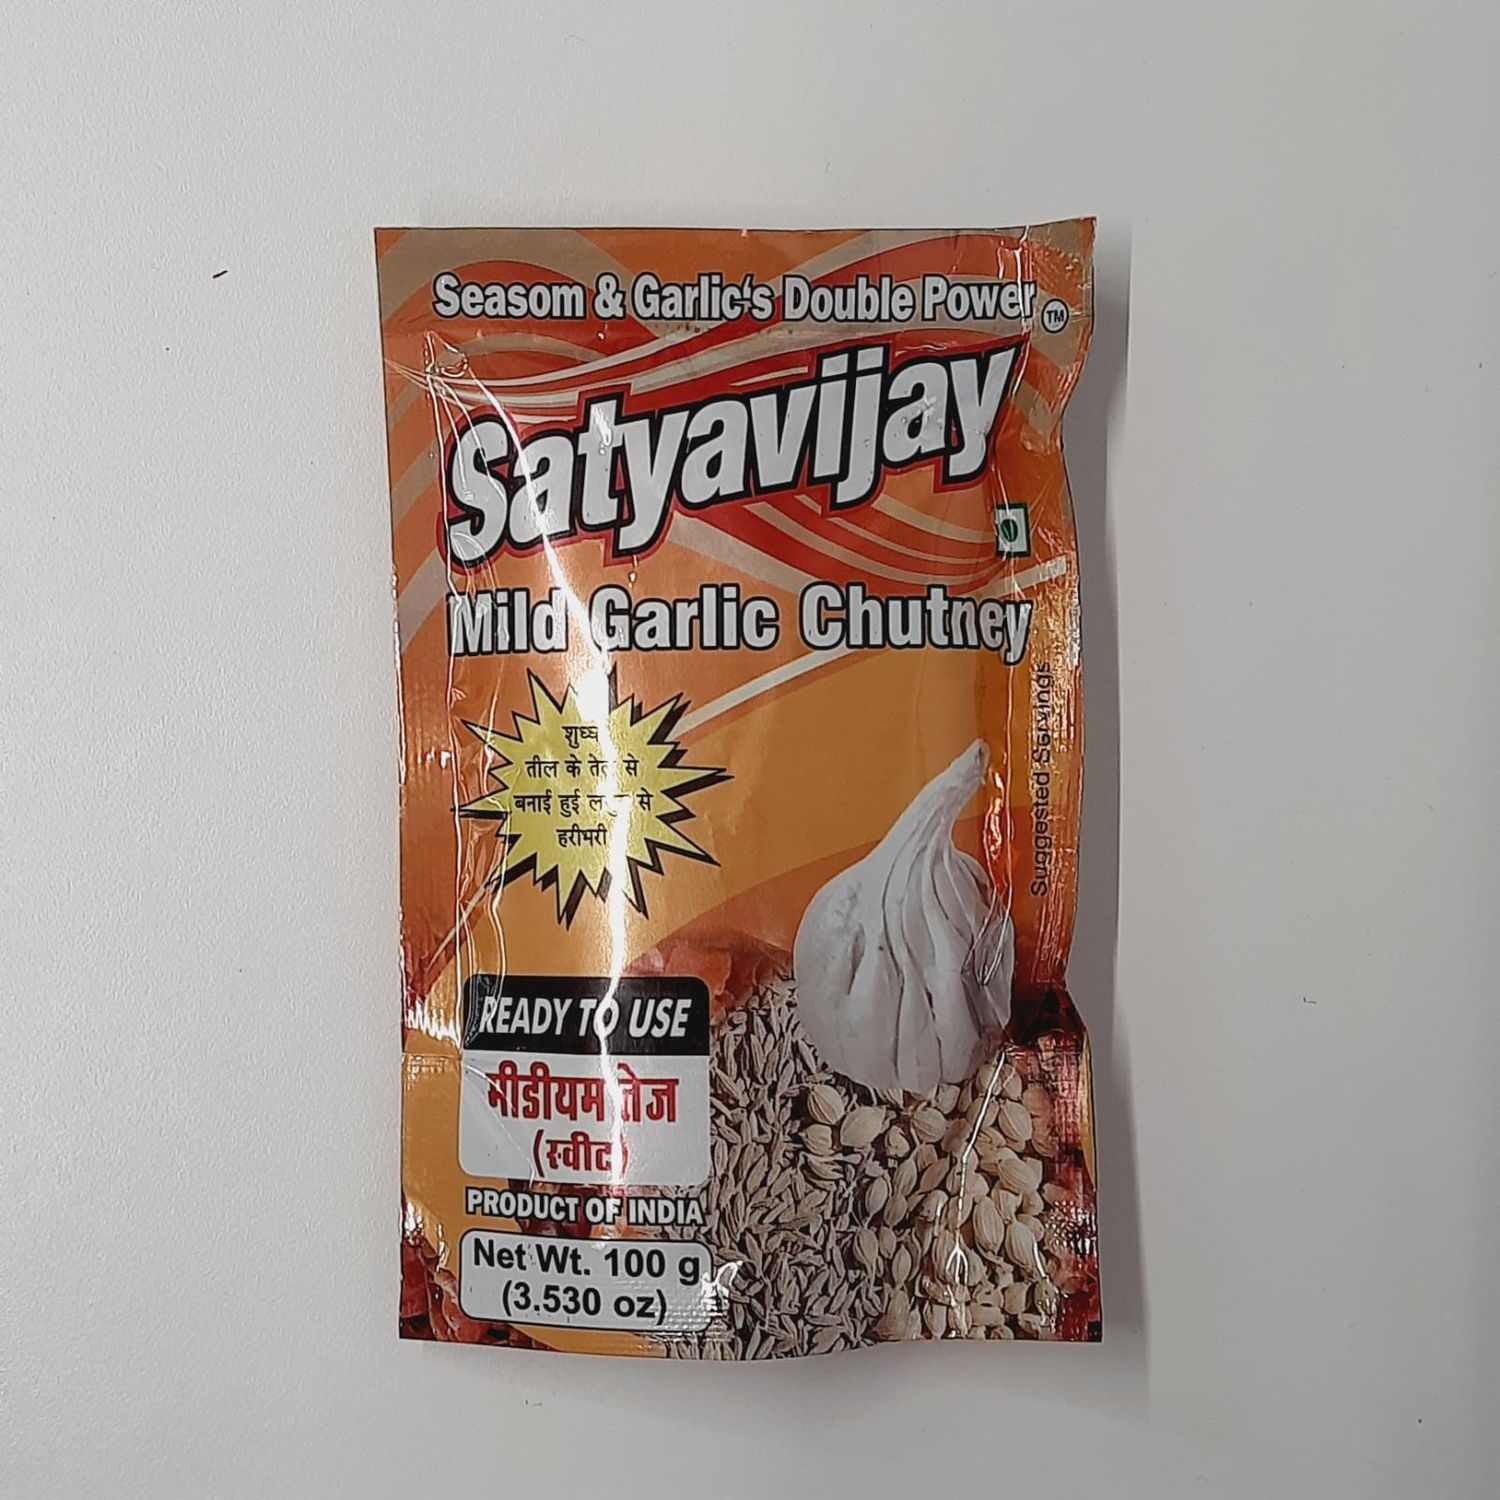 Seasom & Garlic's Double Power
TM
Satyavijay
Mild Garlic Chutney
शुध्ध
तील के से
बनाई हुई से
हरीभरी
Suggested Servings
READY TO USE
मीडीयम तेज
(स्वीट)
PRODUCT OF INDIA
Net Wt. 100 g
(3.530 oz)